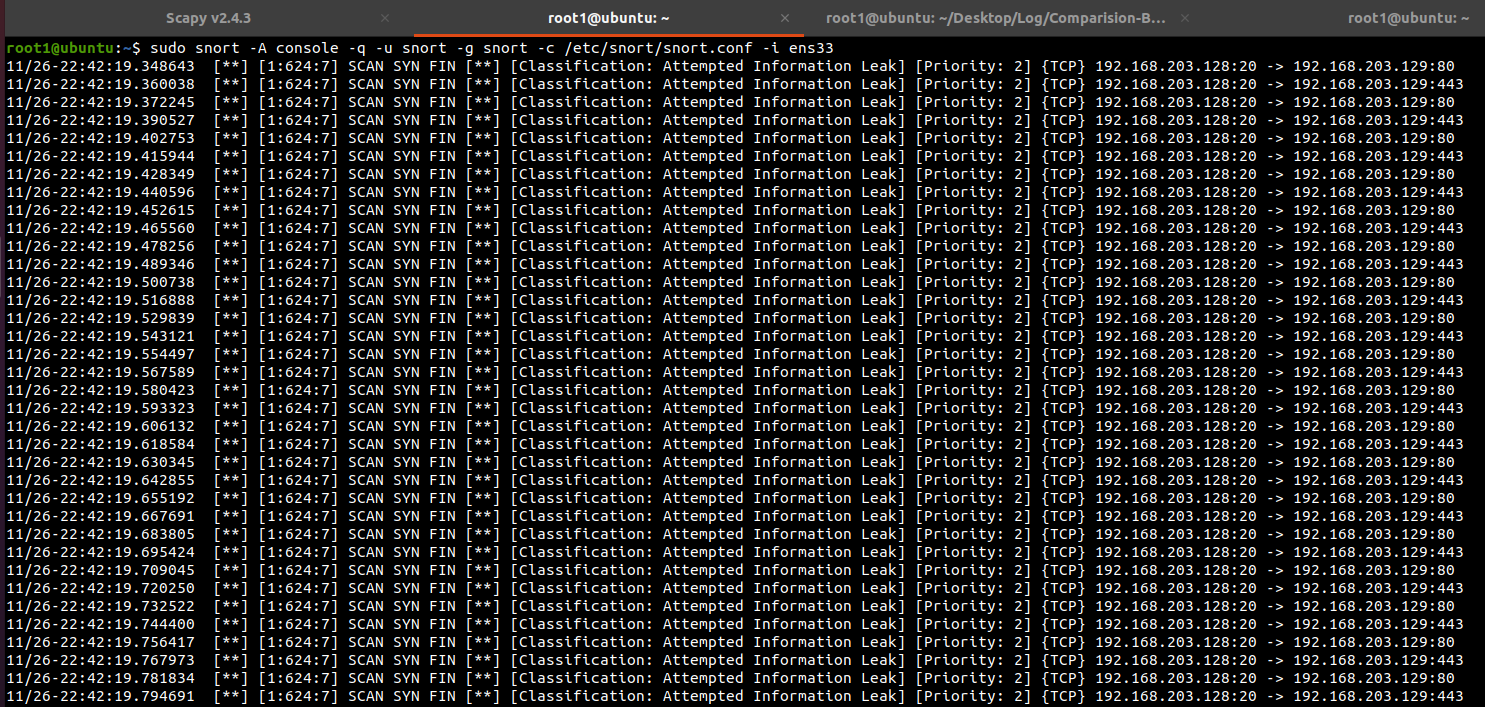 Scapy v2.4.3 × root1@ubuntu: ~ × root1@ubuntu: ~/Desktop/Log/Comparision-B... × root1@ubuntu: ~
root1@ubuntu:~$ sudo snort -A console -q -u snort -g snort -c /etc/snort/snort.conf -i ens33
11/26-22:42:19.348643  [**] [1:624:7] SCAN SYN FIN [**] [Classification: Attempted Information Leak] [Priority: 2] {TCP} 192.168.203.128:20 -> 192.168.203.129:80
11/26-22:42:19.360038  [**] [1:624:7] SCAN SYN FIN [**] [Classification: Attempted Information Leak] [Priority: 2] {TCP} 192.168.203.128:20 -> 192.168.203.129:443
11/26-22:42:19.372245  [**] [1:624:7] SCAN SYN FIN [**] [Classification: Attempted Information Leak] [Priority: 2] {TCP} 192.168.203.128:20 -> 192.168.203.129:80
11/26-22:42:19.390527  [**] [1:624:7] SCAN SYN FIN [**] [Classification: Attempted Information Leak] [Priority: 2] {TCP} 192.168.203.128:20 -> 192.168.203.129:443
11/26-22:42:19.402753  [**] [1:624:7] SCAN SYN FIN [**] [Classification: Attempted Information Leak] [Priority: 2] {TCP} 192.168.203.128:20 -> 192.168.203.129:80
11/26-22:42:19.415944  [**] [1:624:7] SCAN SYN FIN [**] [Classification: Attempted Information Leak] [Priority: 2] {TCP} 192.168.203.128:20 -> 192.168.203.129:443
11/26-22:42:19.428349  [**] [1:624:7] SCAN SYN FIN [**] [Classification: Attempted Information Leak] [Priority: 2] {TCP} 192.168.203.128:20 -> 192.168.203.129:80
11/26-22:42:19.440596  [**] [1:624:7] SCAN SYN FIN [**] [Classification: Attempted Information Leak] [Priority: 2] {TCP} 192.168.203.128:20 -> 192.168.203.129:443
11/26-22:42:19.452615  [**] [1:624:7] SCAN SYN FIN [**] [Classification: Attempted Information Leak] [Priority: 2] {TCP} 192.168.203.128:20 -> 192.168.203.129:80
11/26-22:42:19.465560  [**] [1:624:7] SCAN SYN FIN [**] [Classification: Attempted Information Leak] [Priority: 2] {TCP} 192.168.203.128:20 -> 192.168.203.129:443
11/26-22:42:19.478256  [**] [1:624:7] SCAN SYN FIN [**] [Classification: Attempted Information Leak] [Priority: 2] {TCP} 192.168.203.128:20 -> 192.168.203.129:80
11/26-22:42:19.489346  [**] [1:624:7] SCAN SYN FIN [**] [Classification: Attempted Information Leak] [Priority: 2] {TCP} 192.168.203.128:20 -> 192.168.203.129:443
11/26-22:42:19.500738  [**] [1:624:7] SCAN SYN FIN [**] [Classification: Attempted Information Leak] [Priority: 2] {TCP} 192.168.203.128:20 -> 192.168.203.129:80
11/26-22:42:19.516888  [**] [1:624:7] SCAN SYN FIN [**] [Classification: Attempted Information Leak] [Priority: 2] {TCP} 192.168.203.128:20 -> 192.168.203.129:443
11/26-22:42:19.529839  [**] [1:624:7] SCAN SYN FIN [**] [Classification: Attempted Information Leak] [Priority: 2] {TCP} 192.168.203.128:20 -> 192.168.203.129:80
11/26-22:42:19.543121  [**] [1:624:7] SCAN SYN FIN [**] [Classification: Attempted Information Leak] [Priority: 2] {TCP} 192.168.203.128:20 -> 192.168.203.129:443
11/26-22:42:19.554497  [**] [1:624:7] SCAN SYN FIN [**] [Classification: Attempted Information Leak] [Priority: 2] {TCP} 192.168.203.128:20 -> 192.168.203.129:80
11/26-22:42:19.567589  [**] [1:624:7] SCAN SYN FIN [**] [Classification: Attempted Information Leak] [Priority: 2] {TCP} 192.168.203.128:20 -> 192.168.203.129:443
11/26-22:42:19.580423  [**] [1:624:7] SCAN SYN FIN [**] [Classification: Attempted Information Leak] [Priority: 2] {TCP} 192.168.203.128:20 -> 192.168.203.129:80
11/26-22:42:19.593323  [**] [1:624:7] SCAN SYN FIN [**] [Classification: Attempted Information Leak] [Priority: 2] {TCP} 192.168.203.128:20 -> 192.168.203.129:443
11/26-22:42:19.606132  [**] [1:624:7] SCAN SYN FIN [**] [Classification: Attempted Information Leak] [Priority: 2] {TCP} 192.168.203.128:20 -> 192.168.203.129:80
11/26-22:42:19.618584  [**] [1:624:7] SCAN SYN FIN [**] [Classification: Attempted Information Leak] [Priority: 2] {TCP} 192.168.203.128:20 -> 192.168.203.129:443
11/26-22:42:19.630345  [**] [1:624:7] SCAN SYN FIN [**] [Classification: Attempted Information Leak] [Priority: 2] {TCP} 192.168.203.128:20 -> 192.168.203.129:80
11/26-22:42:19.642855  [**] [1:624:7] SCAN SYN FIN [**] [Classification: Attempted Information Leak] [Priority: 2] {TCP} 192.168.203.128:20 -> 192.168.203.129:443
11/26-22:42:19.655192  [**] [1:624:7] SCAN SYN FIN [**] [Classification: Attempted Information Leak] [Priority: 2] {TCP} 192.168.203.128:20 -> 192.168.203.129:80
11/26-22:42:19.667691  [**] [1:624:7] SCAN SYN FIN [**] [Classification: Attempted Information Leak] [Priority: 2] {TCP} 192.168.203.128:20 -> 192.168.203.129:443
11/26-22:42:19.683805  [**] [1:624:7] SCAN SYN FIN [**] [Classification: Attempted Information Leak] [Priority: 2] {TCP} 192.168.203.128:20 -> 192.168.203.129:80
11/26-22:42:19.695424  [**] [1:624:7] SCAN SYN FIN [**] [Classification: Attempted Information Leak] [Priority: 2] {TCP} 192.168.203.128:20 -> 192.168.203.129:443
11/26-22:42:19.709045  [**] [1:624:7] SCAN SYN FIN [**] [Classification: Attempted Information Leak] [Priority: 2] {TCP} 192.168.203.128:20 -> 192.168.203.129:80
11/26-22:42:19.720250  [**] [1:624:7] SCAN SYN FIN [**] [Classification: Attempted Information Leak] [Priority: 2] {TCP} 192.168.203.128:20 -> 192.168.203.129:443
11/26-22:42:19.732522  [**] [1:624:7] SCAN SYN FIN [**] [Classification: Attempted Information Leak] [Priority: 2] {TCP} 192.168.203.128:20 -> 192.168.203.129:80
11/26-22:42:19.744400  [**] [1:624:7] SCAN SYN FIN [**] [Classification: Attempted Information Leak] [Priority: 2] {TCP} 192.168.203.128:20 -> 192.168.203.129:443
11/26-22:42:19.756417  [**] [1:624:7] SCAN SYN FIN [**] [Classification: Attempted Information Leak] [Priority: 2] {TCP} 192.168.203.128:20 -> 192.168.203.129:80
11/26-22:42:19.767973  [**] [1:624:7] SCAN SYN FIN [**] [Classification: Attempted Information Leak] [Priority: 2] {TCP} 192.168.203.128:20 -> 192.168.203.129:443
11/26-22:42:19.781834  [**] [1:624:7] SCAN SYN FIN [**] [Classification: Attempted Information Leak] [Priority: 2] {TCP} 192.168.203.128:20 -> 192.168.203.129:80
11/26-22:42:19.794691  [**] [1:624:7] SCAN SYN FIN [**] [Classification: Attempted Information Leak] [Priority: 2] {TCP} 192.168.203.128:20 -> 192.168.203.129:443